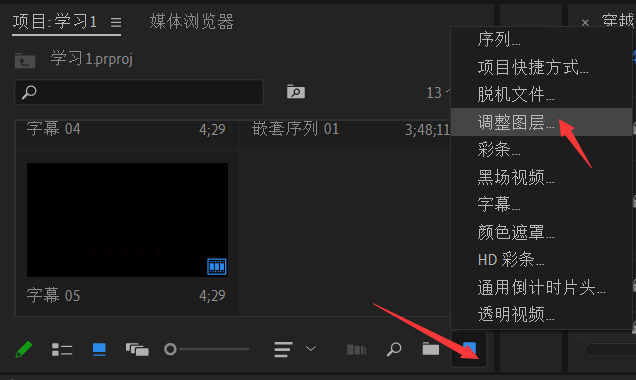 项目: 学习1 ≡
媒体浏览器
× 穿越
学习1.prproj
13
字幕 04
4;29
嵌套序列 01
3;48;11
字幕 05
4;29
序列...
项目快捷方式...
脱机文件...
调整图层...
彩条...
黑场视频...
字幕...
颜色遮罩...
HD 彩条...
通用倒计时片头...
透明视频...